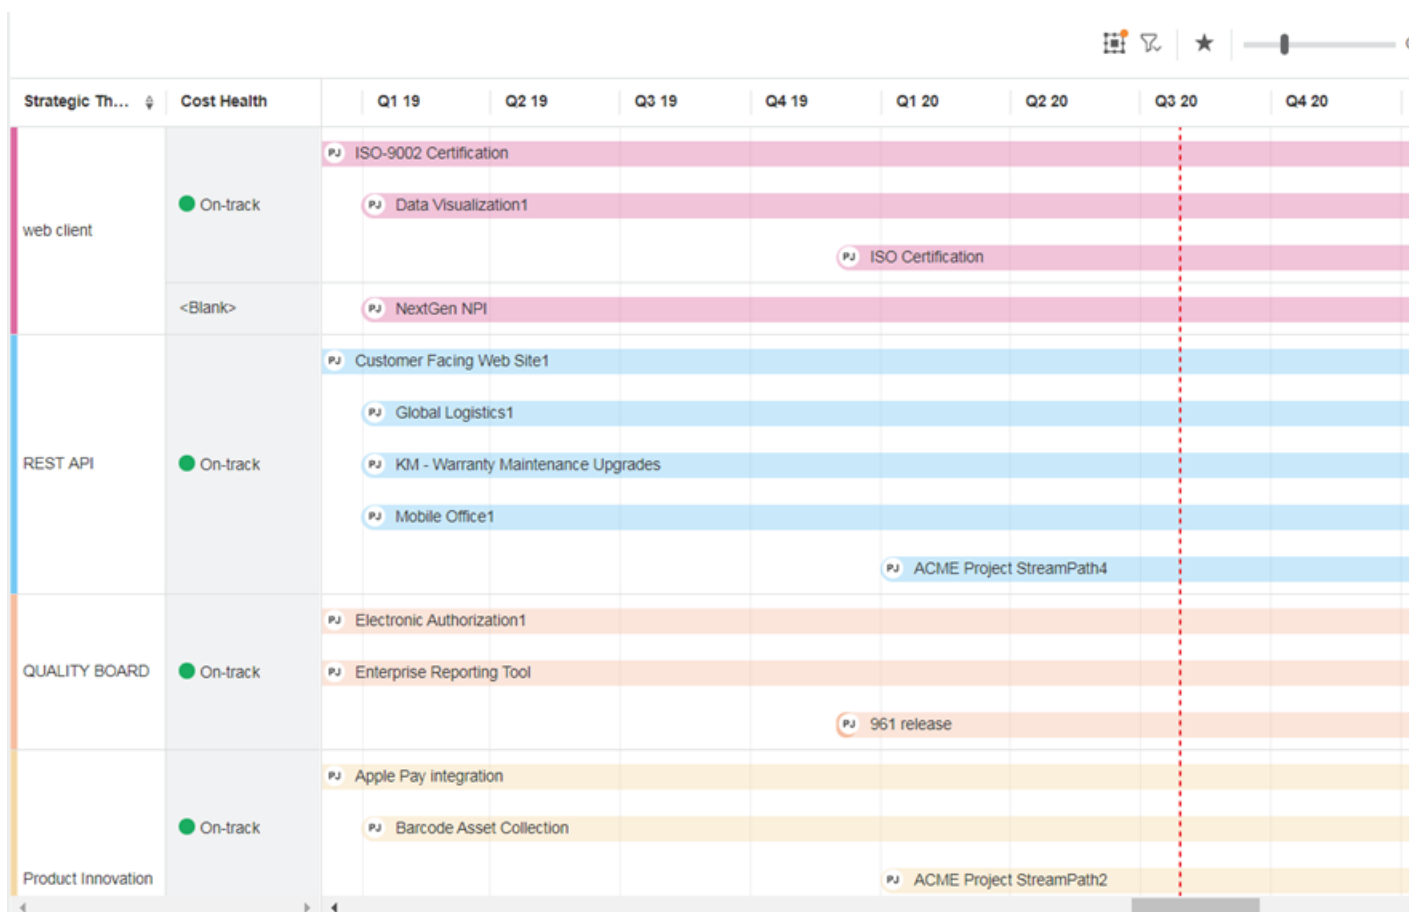 Strategic Th... Cost Health Q1 19 Q2 19 Q3 19 Q4 19 Q1 20 Q2 20 Q3 20 Q4 20
PJ ISO-9002 Certification
On-track PJ Data Visualization1
web client
PJ ISO Certification
<Blank> PJ NextGen NPI
PJ Customer Facing Web Site1
PJ Global Logistics1
REST API On-track PJ KM - Warranty Maintenance Upgrades
PJ Mobile Office1
PJ ACME Project StreamPath4
PJ Electronic Authorization1
QUALITY BOARD On-track PJ Enterprise Reporting Tool
PJ 961 release
PJ Apple Pay integration
On-track PJ Barcode Asset Collection
Product Innovation PJ ACME Project StreamPath2